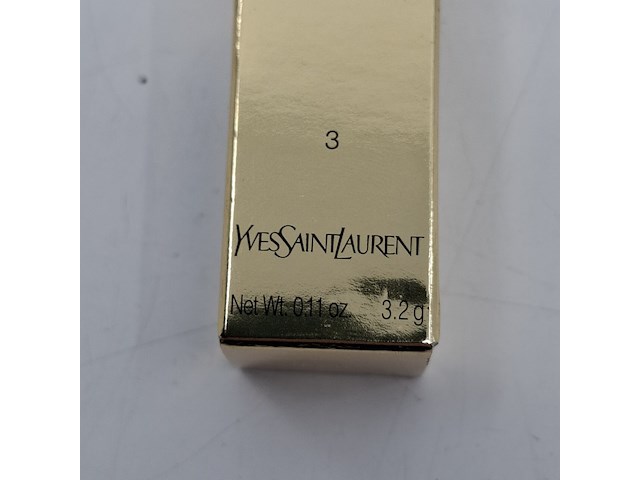 3
YVESSAINTLAURENT
Net Wt. 0.11 oz. 3.2 g